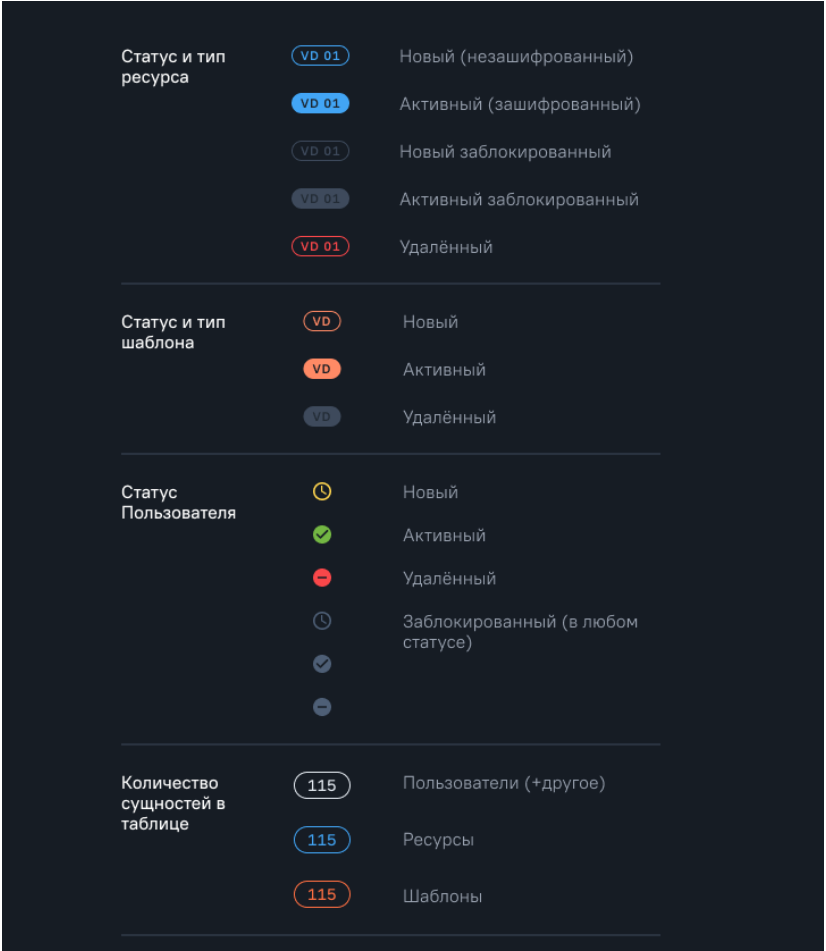 Статус и тип
ресурса
VD 01
Новый (незашифрованный)
VD 01
Активный (зашифрованный)
VD 01
Новый заблокированный
VD 01
Активный заблокированный
VD 01
Удалённый
Статус и тип
шаблона
VD
Новый
VD
Активный
VD
Удалённый
Статус
Пользователя
Новый
Активный
Удалённый
Заблокированный (в любом
статусе)
Количество
сущностей в
таблице
115
Пользователи (+другое)
115
Ресурсы
115
Шаблоны